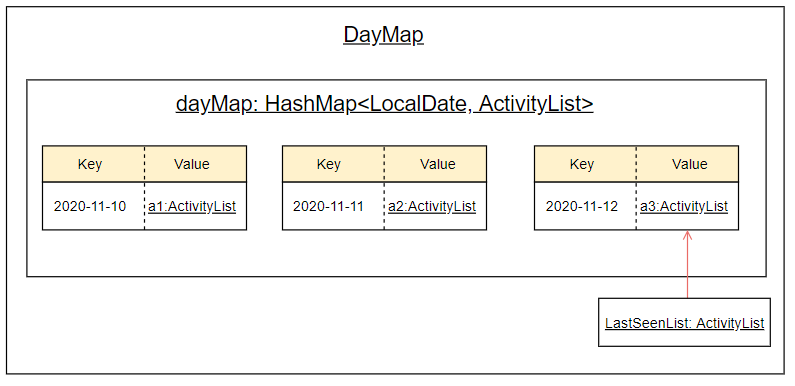 DayMap
dayMap: HashMap<LocalDate, ActivityList>
Key Value Key Value Key Value
2020-11-10 a1:ActivityList 2020-11-11 a2:ActivityList 2020-11-12 a3:ActivityList
LastSeenList: ActivityList